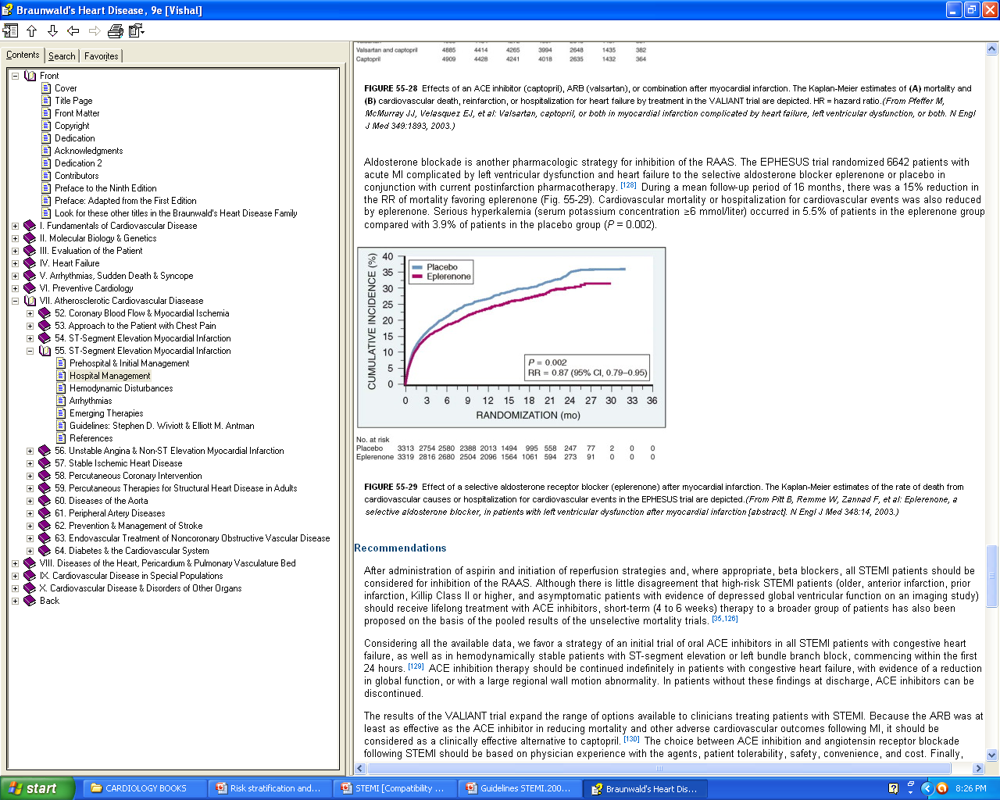 Braunwald's Heart Disease, 9e [Vishal]
Contents
Search
Favorites
Front
Cover
Title Page
Front Matter
Copyright
Dedication
Acknowledgments
Dedication 2
Contributors
Preface to the Ninth Edition
Preface: Adapted from the First Edition
Look for these other titles in the Braunwald's Heart Disease Family
I. Fundamentals of Cardiovascular Disease
II. Molecular Biology & Genetics
III. Evaluation of the Patient
IV. Heart Failure
V. Arrhythmias, Sudden Death & Syncope
VI. Preventive Cardiology
VII. Atherosclerotic Cardiovascular Diasease
52. Coronary Blood Flow & Myocardial Ischemia
53. Approach to the Patient with Chest Pain
54. ST-Segment Elevation Myocardial Infarction
55. ST-Segment Elevation Myocardial Infarction
Prehospital & Initial Management
Hospital Management
Hemodynamic Disturbances
Arrhythmias
Emerging Therapies
Guidelines: Stephen D. Wiviott & Elliott M. Antman
References
56. Unstable Angina & Non-ST Elevation Myocardial Infarction
57. Stable Ischemic Heart Disease
58. Percutaneous Coronary Intervention
59. Percutaneous Therapies for Structural Heart Disease in Adults
60. Diseases of the Aorta
61. Peripheral Artery Diseases
62. Prevention & Management of Stroke
63. Endovascular Treatment of Noncoronary Obstructive Vascular Disease
64. Diabetes & the Cardiovascular System
VIII. Diseases of the Heart, Pericardium & Pulmonary Vasculature Bed
IX. Cardiovascular Disease in Special Populations
X. Cardiovascular Disease & Disorders of Other Organs
Back
Valsartan and captopril 4885 4414 4265 3994 2648 1435 382
Captopril 4909 4428 4241 4018 2635 1432 364
FIGURE 55-28 Effects of an ACE inhibitor (captopril), ARB (valsartan), or combination after myocardial infarction. The Kaplan-Meier estimates of (A) mortality and
(B) cardiovascular death, reinfarction, or hospitalization for heart failure by treatment in the VALIANT trial are depicted. HR = hazard ratio.(From Pfeffer M,
McMurray JJ, Velasquez EJ, et al: Valsartan, captopril, or both in myocardial infarction complicated by heart failure, left ventricular dysfunction, or both. N Engl
J Med 349:1893, 2003.)
Aldosterone blockade is another pharmacologic strategy for inhibition of the RAAS. The EPHESUS trial randomized 6642 patients with
acute MI complicated by left ventricular dysfunction and heart failure to the selective aldosterone blocker eplerenone or placebo in
conjunction with current postinfarction pharmacotherapy. [128] During a mean follow-up period of 16 months, there was a 15% reduction in
the RR of mortality favoring eplerenone (Fig. 55-29). Cardiovascular mortality or hospitalization for cardiovascular events was also reduced
by eplerenone. Serious hyperkalemia (serum potassium concentration ≥6 mmol/liter) occurred in 5.5% of patients in the eplerenone group
compared with 3.9% of patients in the placebo group (P = 0.002).
CUMULATIVE INCIDENCE (%)
40
35
30
25
20
15
10
5
0
Placebo
Eplerenone
P = 0.002
RR = 0.87 (95% CI, 0.79–0.95)
0 3 6 9 12 15 18 21 24 27 30 33 36
RANDOMIZATION (mo)
No. at risk
Placebo 3313 2754 2580 2388 2013 1494 995 558 247 77 2 0 0
Eplerenone 3319 2816 2680 2504 2096 1564 1061 594 273 91 0 0 0
FIGURE 55-29 Effect of a selective aldosterone receptor blocker (eplerenone) after myocardial infarction. The Kaplan-Meier estimates of the rate of death from
cardiovascular causes or hospitalization for cardiovascular events in the EPHESUS trial are depicted.(From Pitt B, Remme W, Zannad F, et al: Eplerenone, a
selective aldosterone blocker, in patients with left ventricular dysfunction after myocardial infarction [abstract]. N Engl J Med 348:14, 2003.)
Recommendations
After administration of aspirin and initiation of reperfusion strategies and, where appropriate, beta blockers, all STEMI patients should be
considered for inhibition of the RAAS. Although there is little disagreement that high-risk STEMI patients (older, anterior infarction, prior
infarction, Killip Class II or higher, and asymptomatic patients with evidence of depressed global ventricular function on an imaging study)
should receive lifelong treatment with ACE inhibitors, short-term (4 to 6 weeks) therapy to a broader group of patients has also been
proposed on the basis of the pooled results of the unselective mortality trials. [35,126]
Considering all the available data, we favor a strategy of an initial trial of oral ACE inhibitors in all STEMI patients with congestive heart
failure, as well as in hemodynamically stable patients with ST-segment elevation or left bundle branch block, commencing within the first
24 hours. [129] ACE inhibition therapy should be continued indefinitely in patients with congestive heart failure, with evidence of a reduction
in global function, or with a large regional wall motion abnormality. In patients without these findings at discharge, ACE inhibitors can be
discontinued.
The results of the VALIANT trial expand the range of options available to clinicians treating patients with STEMI. Because the ARB was at
least as effective as the ACE inhibitor in reducing mortality and other adverse cardiovascular outcomes following MI, it should be
considered as a clinically effective alternative to captopril. [130] The choice between ACE inhibition and angiotensin receptor blockade
following STEMI should be based on physician experience with the agents, patient tolerability, safety, convenience, and cost. Finally,
start
CARDIOLOGY BOOKS
Risk stratification and...
STEMI [Compatibility ...
Guidelines STEMI.200...
Braunwald's Heart Dis...
8:26 PM